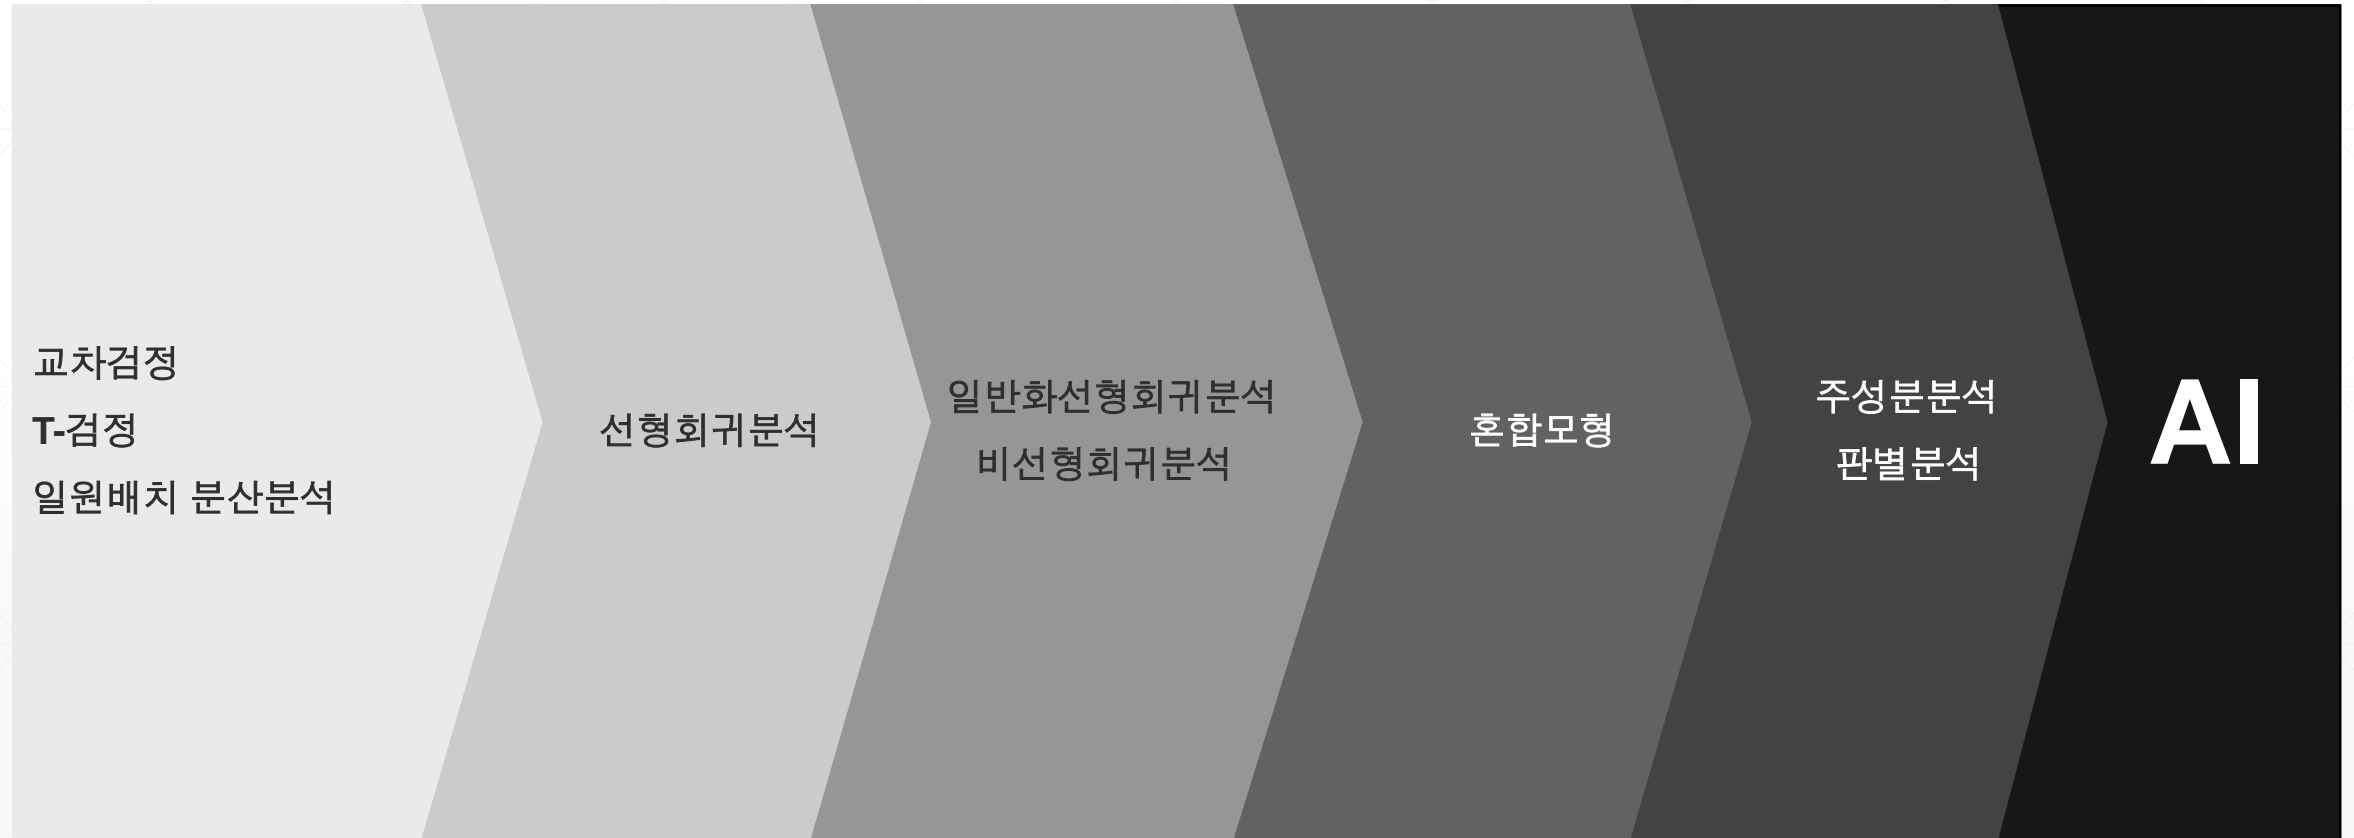 교차검정
T-검정
일원배치 분산분석
선형회귀분석
일반화선형회귀분석
비선형회귀분석
혼합모형
주성분분석
판별분석
AI